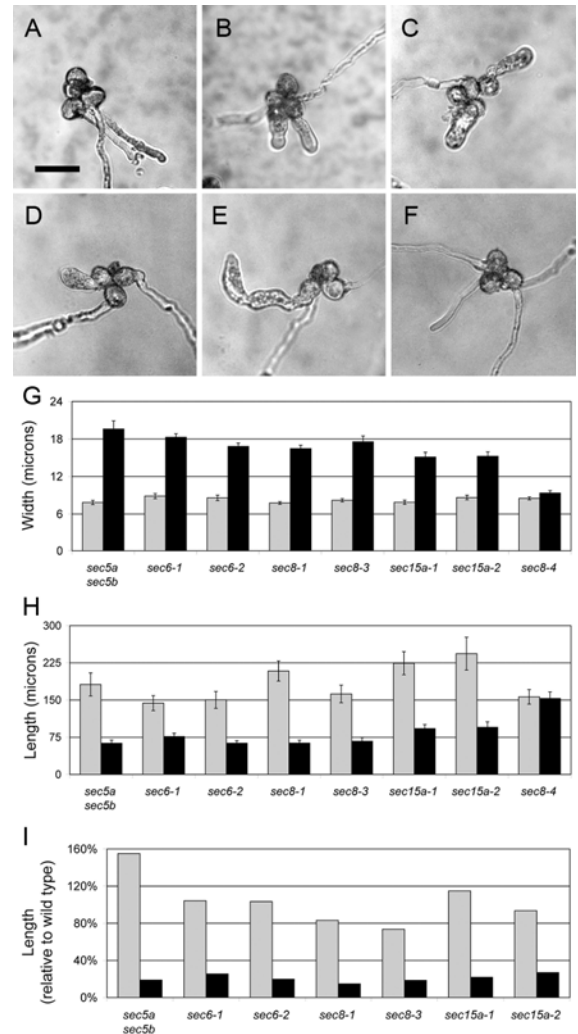 A
B
C
D
E
F
G
Width (microns)
24
18
12
6
0
sec5a sec6-1 sec6-2 sec8-1 sec8-3 sec15a-1 sec15a-2 sec8-4
sec5b
H
Length (microns)
300
225
150
75
0
sec5a sec6-1 sec6-2 sec8-1 sec8-3 sec15a-1 sec15a-2 sec8-4
sec5b
I
Length
(relative to wild type)
160%
120%
80%
40%
0%
sec5a sec6-1 sec6-2 sec8-1 sec8-3 sec15a-1 sec15a-2
sec5b